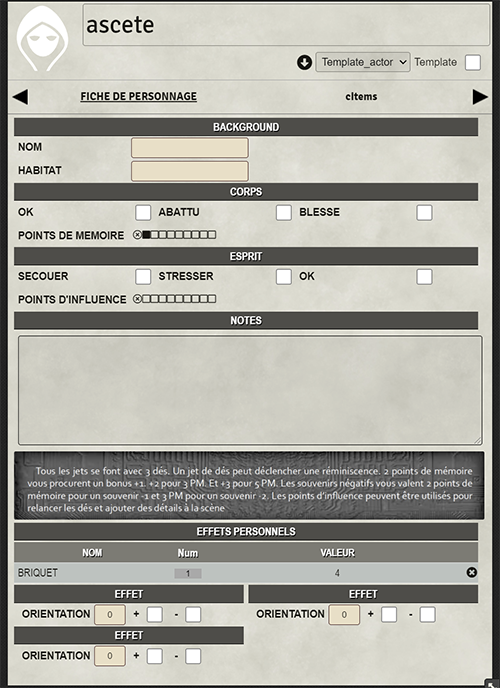 ascete
Template_actor Template
FICHE DE PERSONNAGE cItems
BACKGROUND
NOM
HABITAT
CORPS
OK ABATTU BLESSE
POINTS DE MEMOIRE
ESPRIT
SECOUER STRESSER OK
POINTS D'INFLUENCE
NOTES
Tous les jets se font avec 3 dés. Un jet de dés peut déclencher une réminiscence. 2 points de mémoire
vous procurent un bonus +1, +2 pour 3 PM. Et +3 pour 5 PM. Les souvenirs négatifs vous valent 2 points de
mémoire pour un souvenir -1 et 3 PM pour un souvenir -2. Les points d'influence peuvent être utilisés pour
relancer les dés et ajouter des détails à la scène
EFFETS PERSONNELS
NOM Num VALEUR
BRIQUET 1 4
EFFET EFFET
ORIENTATION 0 + - ORIENTATION 0 + -
EFFET
ORIENTATION 0 + -